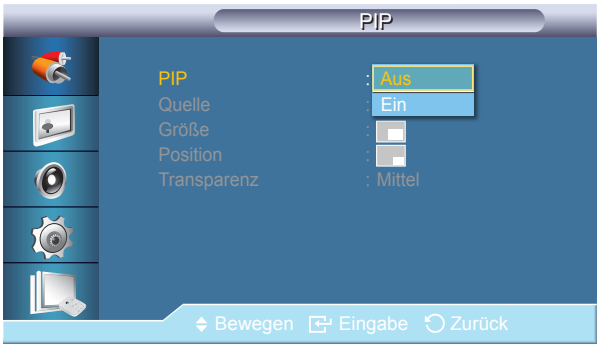 PIP
PIP : Aus
Quelle : Ein
Größe :
Position :
Transparenz : Mittel
Bewegen Eingabe Zurück